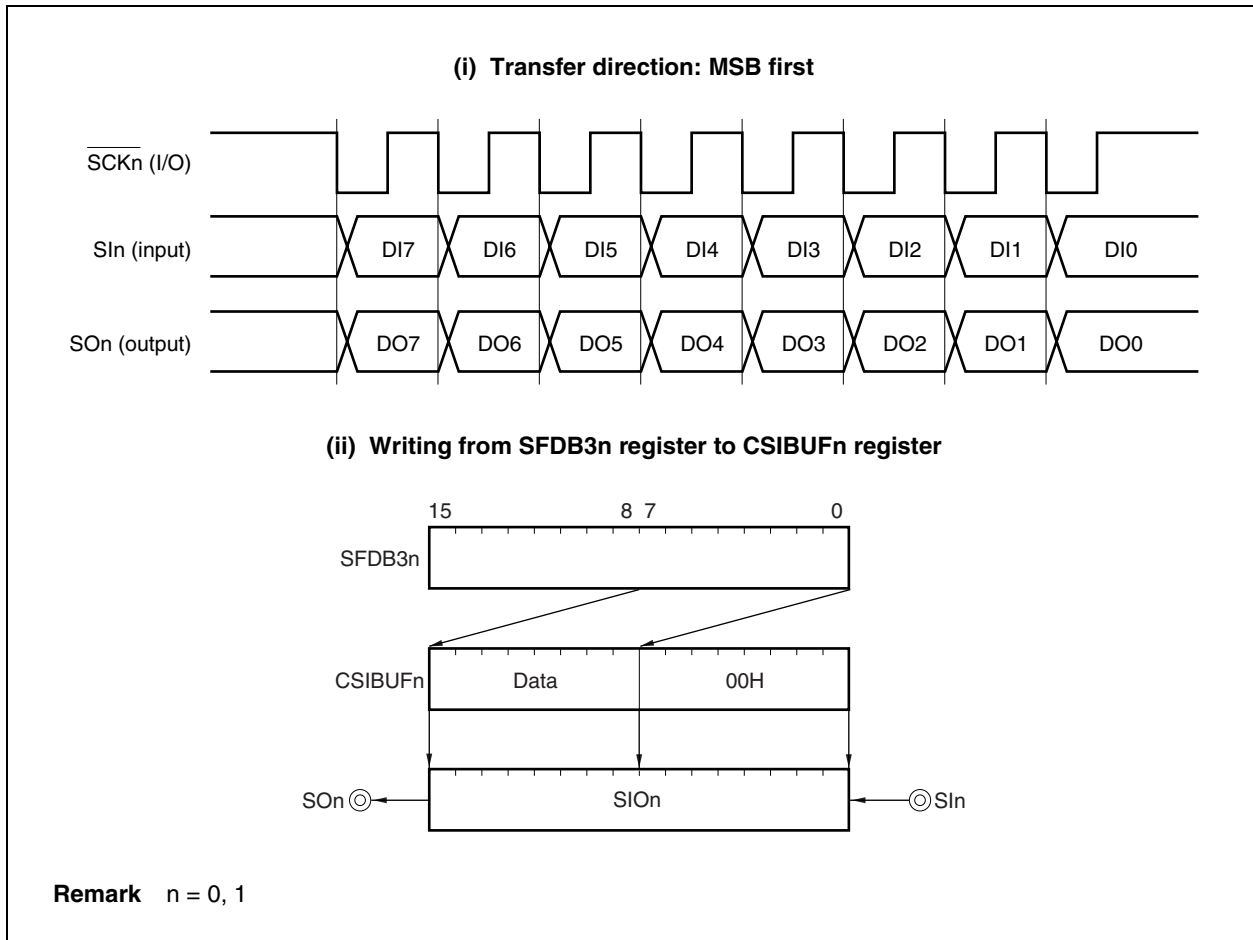 (i) Transfer direction: MSB first
SCKn (I/O)
SIn (input) DI7 DI6 DI5 DI4 DI3 DI2 DI1 DI0
SOn (output) DO7 DO6 DO5 DO4 DO3 DO2 DO1 DO0
(ii) Writing from SFDB3n register to CSIBUFn register
15 8 7 0
SFDB3n
CSIBUFn Data 00H
SOn SIOn SIn
Remark n = 0, 1